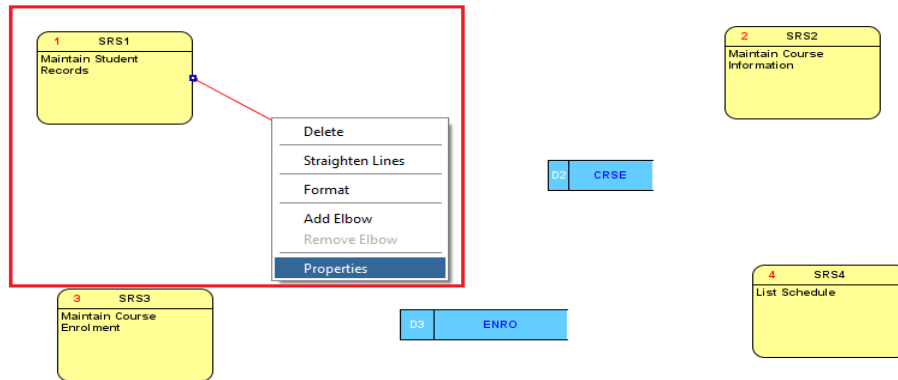 1 SRS1
Maintain Student
Records
2 SRS2
Maintain Course
Information
Delete
Straighten Lines
Format
Add Elbow
Remove Elbow
Properties
D2 CRSE
3 SRS3
Maintain Course
Enrolment
D3 ENRO
4 SRS4
List Schedule